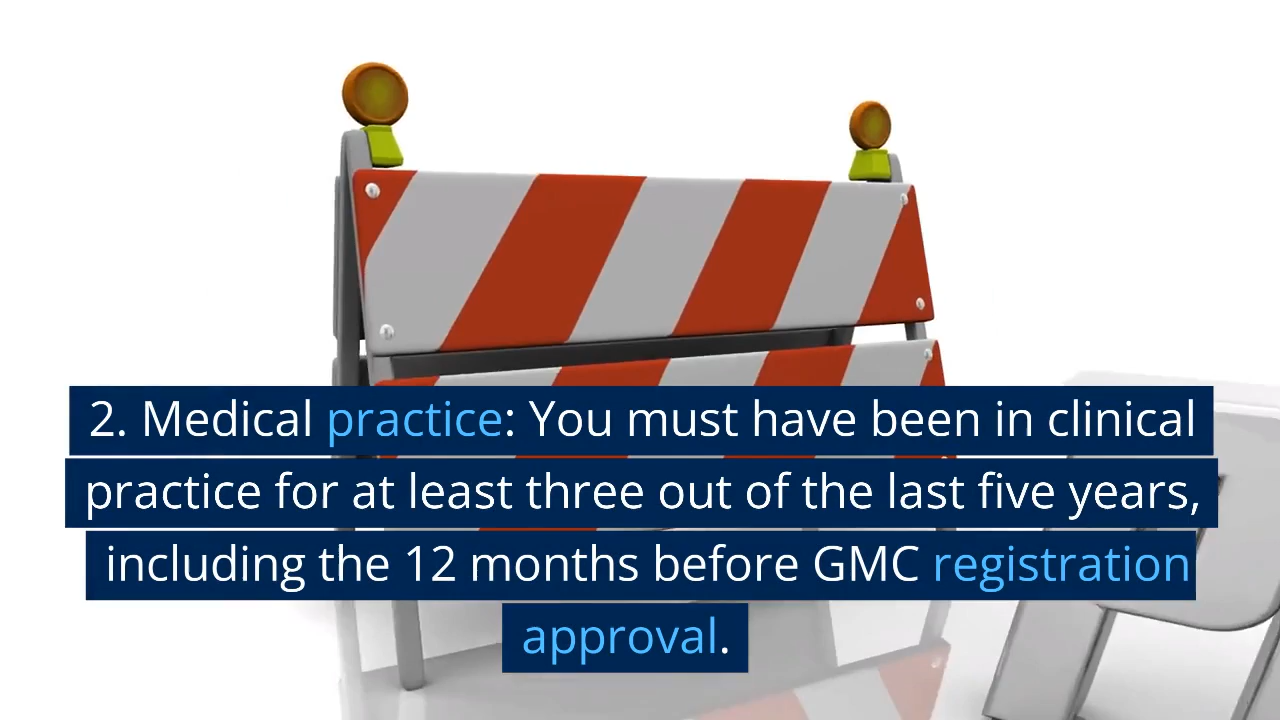 2. Medical practice: You must have been in clinical
practice for at least three out of the last five years,
including the 12 months before GMC registration
approval.